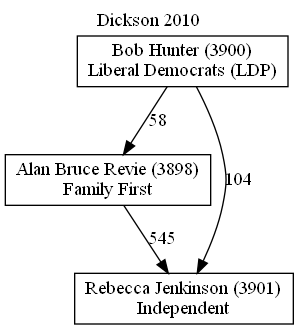 Dickson 2010
Bob Hunter (3900)
Liberal Democrats (LDP)
58
Alan Bruce Revie (3898)
Family First
104
545
Rebecca Jenkinson (3901)
Independent